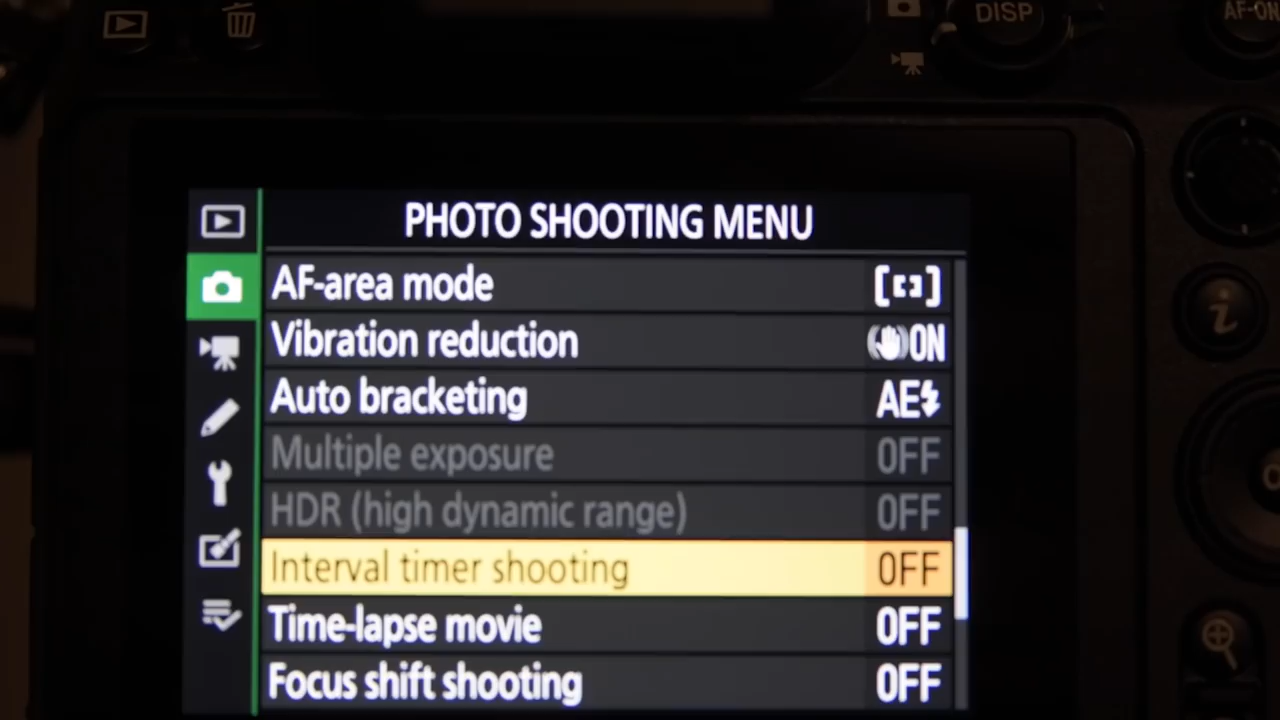 DISP
AF-ON
PHOTO SHOOTING MENU
AF-area mode
Vibration reduction ON
Auto bracketing AE
Multiple exposure OFF
HDR (high dynamic range) OFF
Interval timer shooting OFF
Time-lapse movie OFF
Focus shift shooting OFF
i